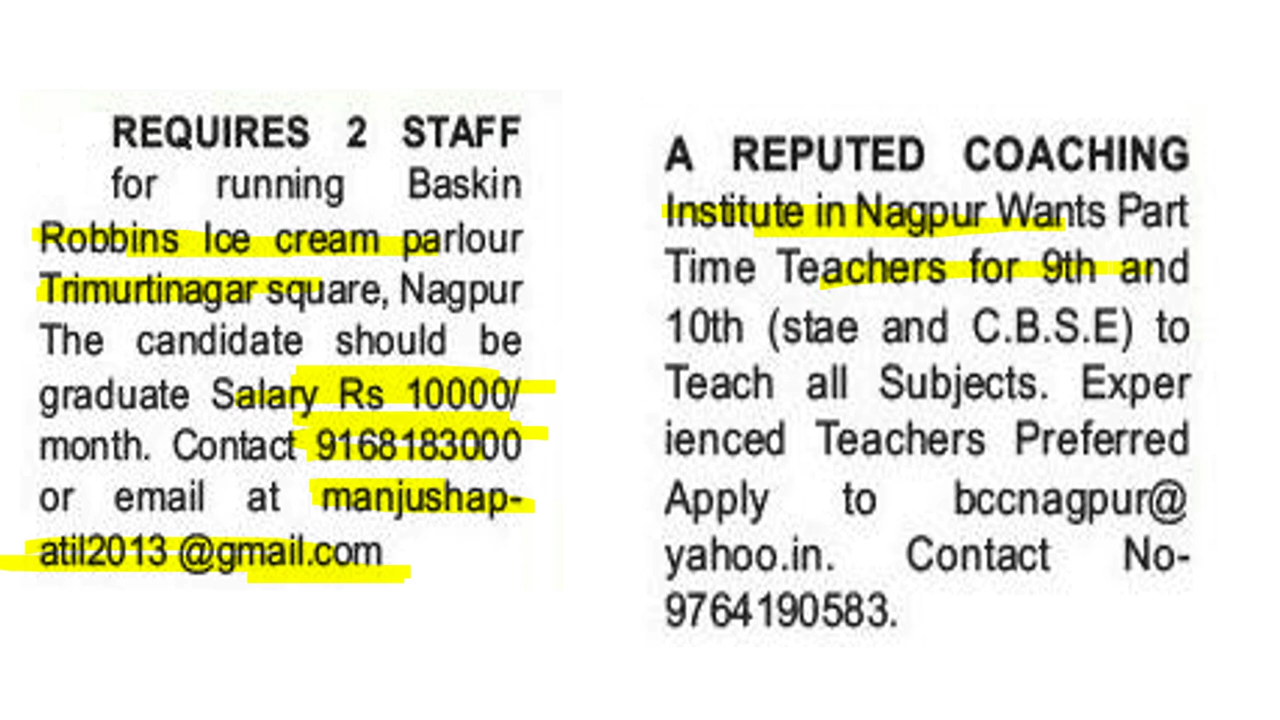 REQUIRES 2 STAFF
for running Baskin
Robbins Ice cream parlour
Trimurtinagar square, Nagpur
The candidate should be
graduate Salary Rs 10000/
month. Contact 9168183000
or email at manjushap-
atil2013 @gmail.com
A REPUTED COACHING
Institute in Nagpur Wants Part
Time Teachers for 9th and
10th (stae and C.B.S.E) to
Teach all Subjects. Exper
ienced Teachers Preferred
Apply to bccnagpur@
yahoo.in. Contact No-
9764190583.